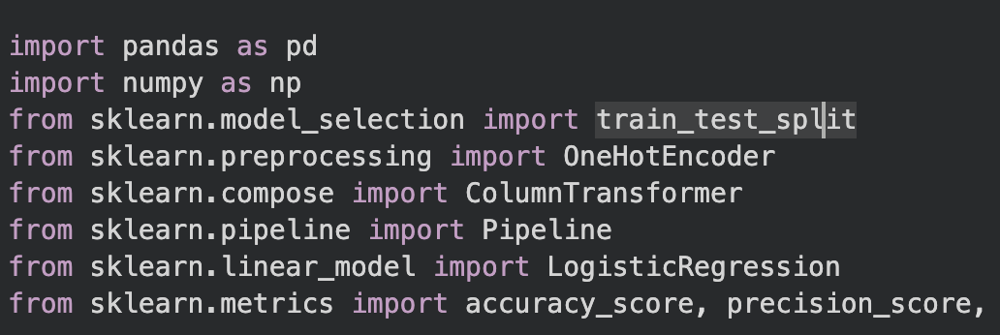 import pandas as pd
import numpy as np
from sklearn.model_selection import train_test_split
from sklearn.preprocessing import OneHotEncoder
from sklearn.compose import ColumnTransformer
from sklearn.pipeline import Pipeline
from sklearn.linear_model import LogisticRegression
from sklearn.metrics import accuracy_score, precision_score,